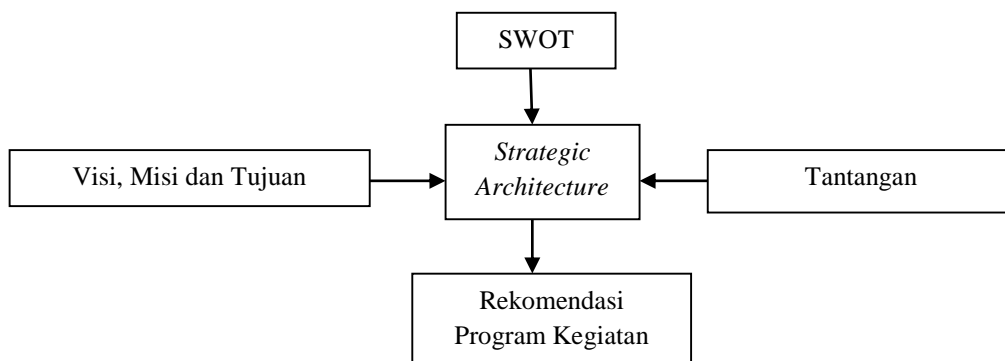 SWOT
Strategic
Architecture
Visi, Misi dan Tujuan
Tantangan
Rekomendasi
Program Kegiatan